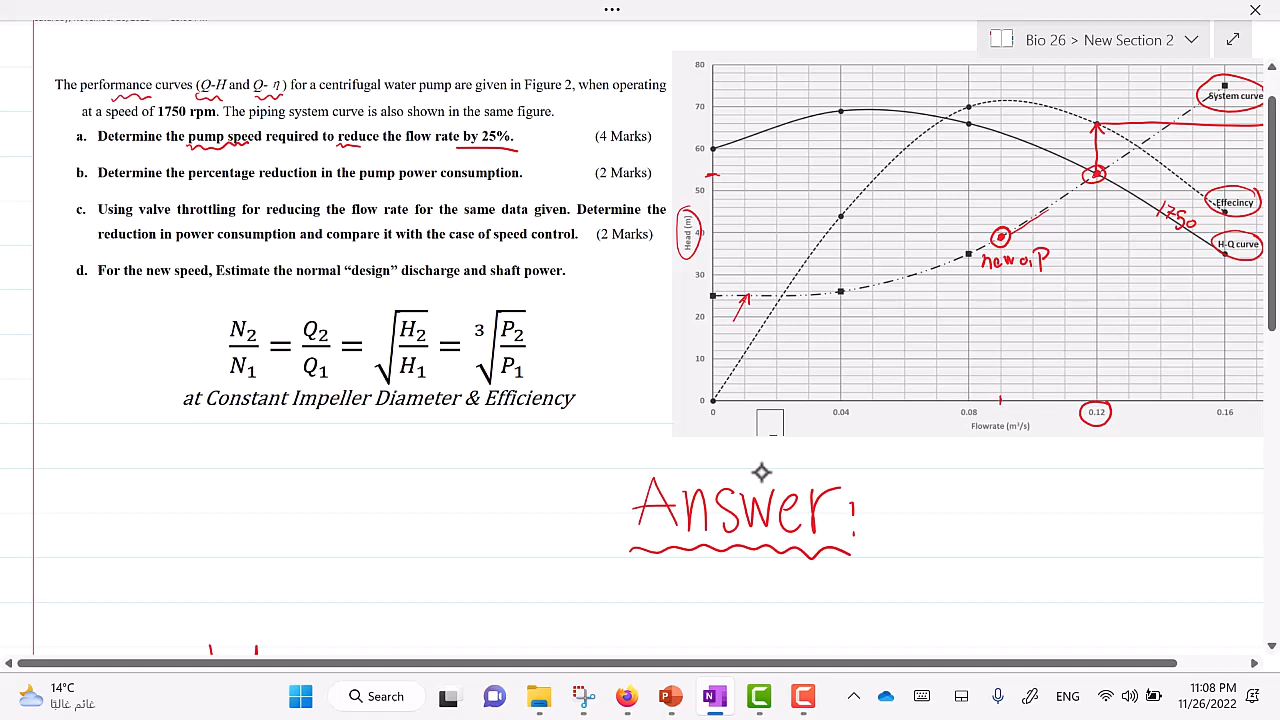 Bio 26 > New Section 2
The performance curves (Q-H and Q- η ) for a centrifugal water pump are given in Figure 2, when operating
at a speed of 1750 rpm. The piping system curve is also shown in the same figure.
a. Determine the pump speed required to reduce the flow rate by 25%. (4 Marks)
b. Determine the percentage reduction in the pump power consumption. (2 Marks)
c. Using valve throttling for reducing the flow rate for the same data given. Determine the
reduction in power consumption and compare it with the case of speed control. (2 Marks)
d. For the new speed, Estimate the normal “design” discharge and shaft power.
N2/N1 = Q2/Q1 = √(H2/H1) = ³√(P2/P1)
at Constant Impeller Diameter & Efficiency
80
70
60
50
4
30
20
10
0
Head (m)
0 0.04 0.08 0.12 0.16
Flowrate (m³/s)
System curve
Effecincy
1750
H-Q curve
new o.P
Answer:
14°C
غائم غالبًا
Search
ENG
11:08 PM
11/26/2022